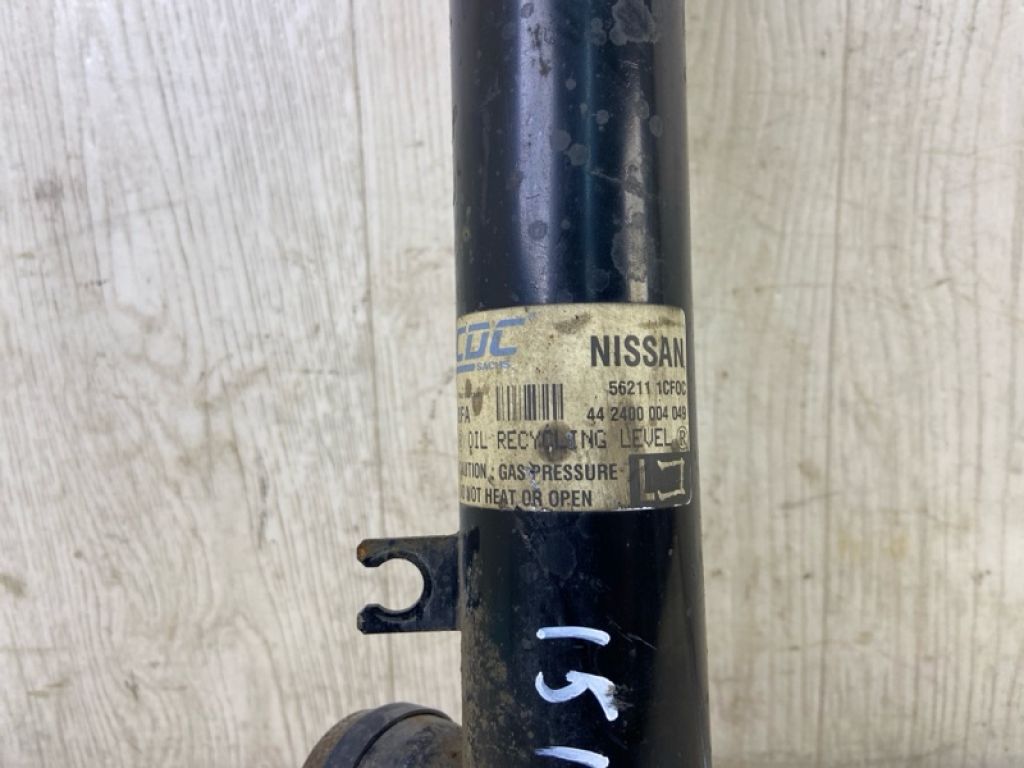 CDC
SACHS
NISSAN
56211 1CF0C
44 2400 004 049
OIL RECYCLING LEVEL ®
CAUTION : GAS PRESSURE
DO NOT HEAT OR OPEN
15